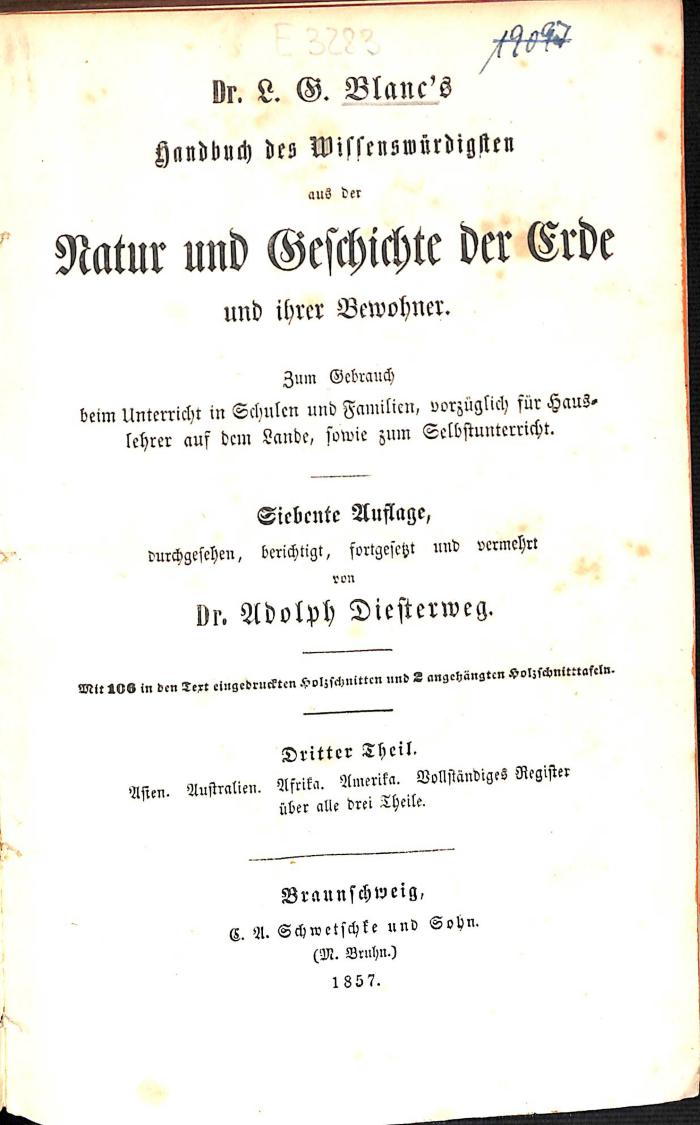 E 3283
19097
Dr. L. G. Blanc's
Handbuch des Wissenswürdigsten
aus der
Natur und Geschichte der Erde
und ihrer Bewohner.
Zum Gebrauch
beim Unterricht in Schulen und Familien, vorzüglich für Haus-
lehrer auf dem Lande, sowie zum Selbstunterricht.
Siebente Auflage,
durchgesehen, berichtigt, fortgesetzt und vermehrt
von
Dr. Adolph Diesterweg.
Mit 106 in den Text eingedruckten Holzschnitten und 2 angehängten Holzschnitttafeln.
Dritter Theil.
Asien. Australien. Afrika. Amerika. Vollständiges Register
über alle drei Theile.
Braunschweig,
C. A. Schwetschke und Sohn.
(M. Bruhn.)
1857.